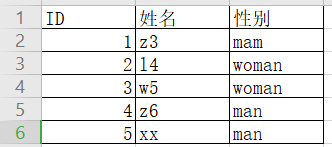 1 ID 姓名 性别
2 1 z3 mam
3 2 l4 woman
4 3 w5 woman
5 4 z6 man
6 5 xx man